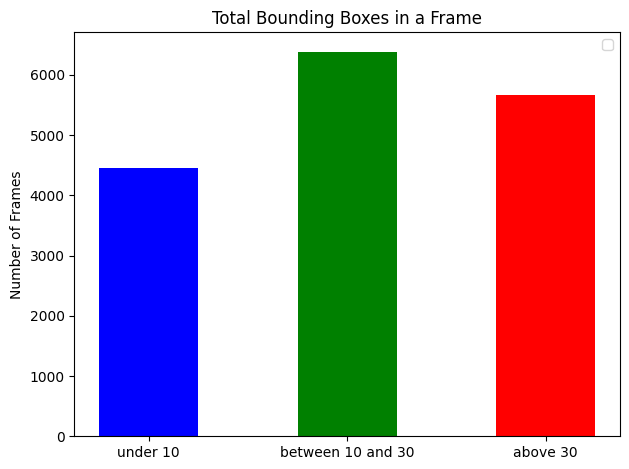 Total Bounding Boxes in a Frame
Number of Frames
6000
5000
4000
3000
2000
1000
0
under 10
between 10 and 30
above 30